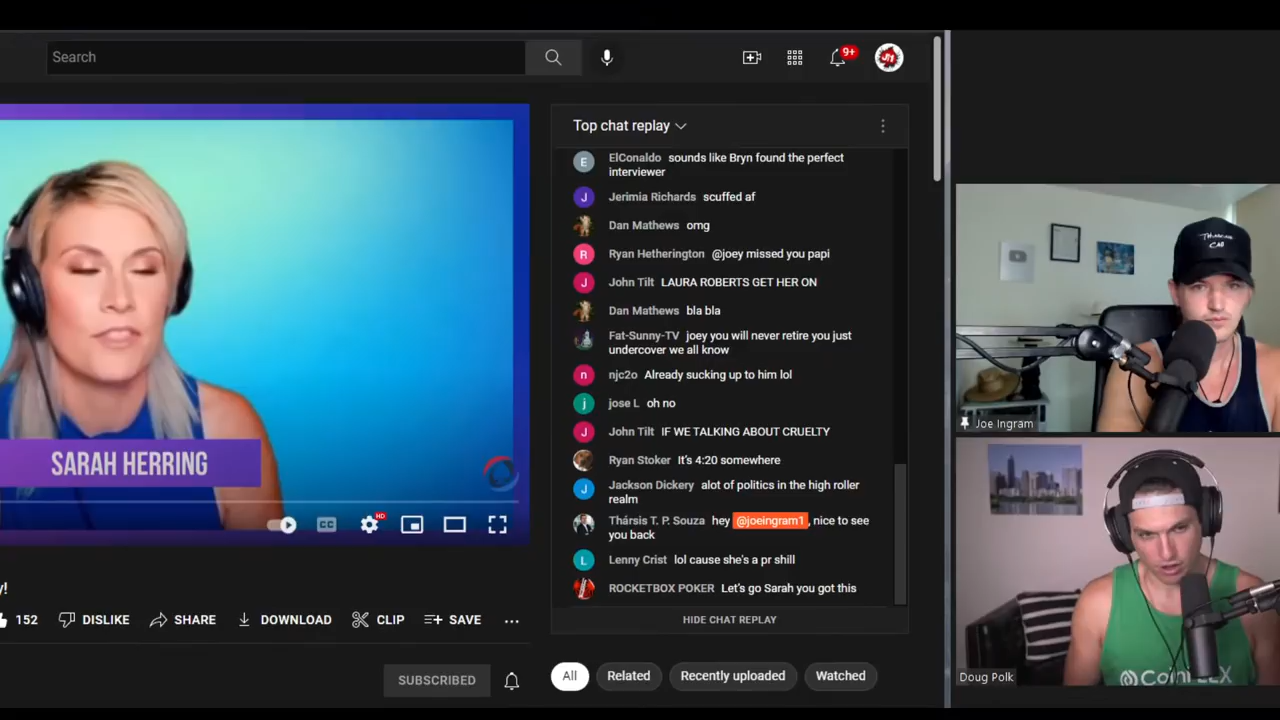 Search
9+
Top chat replay
ElConaldo sounds like Bryn found the perfect
interviewer
Jerimia Richards scuffed af
Dan Mathews omg
Ryan Hetherington @joey missed you papi
John Tilt LAURA ROBERTS GET HER ON
Dan Mathews bla bla
Fat-Sunny-TV joey you will never retire you just
undercover we all know
njc2o Already sucking up to him lol
jose L oh no
John Tilt IF WE TALKING ABOUT CRUELTY
Ryan Stoker It's 4:20 somewhere
Jackson Dickery alot of politics in the high roller
realm
Thársis T. P. Souza hey @joeingram1, nice to see
you back
Lenny Crist lol cause she's a pr shill
ROCKETBOX POKER Let's go Sarah you got this
HIDE CHAT REPLAY
All Related Recently uploaded Watched
SARAH HERRING
CC HD
y!
152 DISLIKE SHARE DOWNLOAD CLIP SAVE ...
SUBSCRIBED
THINKING
CAP
Joe Ingram
COINFLEX
Doug Polk